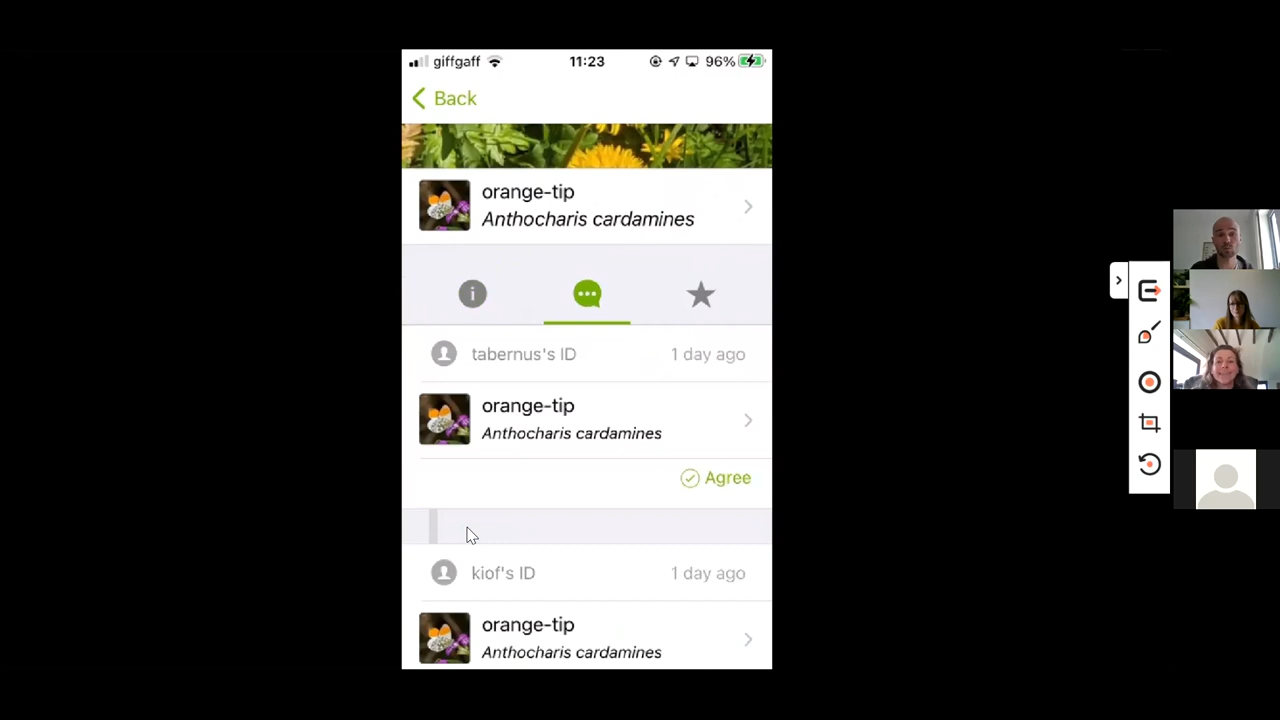 giffgaff 11:23 96%
Back
orange-tip
Anthocharis cardamines
tabernus's ID 1 day ago
orange-tip
Anthocharis cardamines
Agree
kiof's ID 1 day ago
orange-tip
Anthocharis cardamines